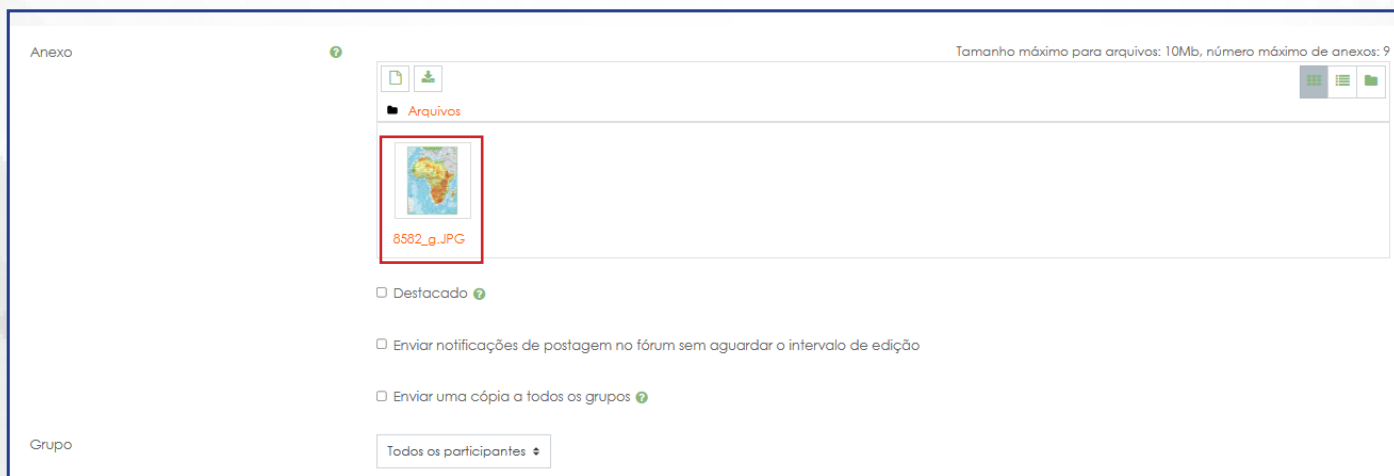 Anexo
Tamanho máximo para arquivos: 10Mb, número máximo de anexos: 9
Arquivos
8582_g.JPG
Destacado
Enviar notificações de postagem no fórum sem aguardar o intervalo de edição
Enviar uma cópia a todos os grupos
Grupo
Todos os participantes